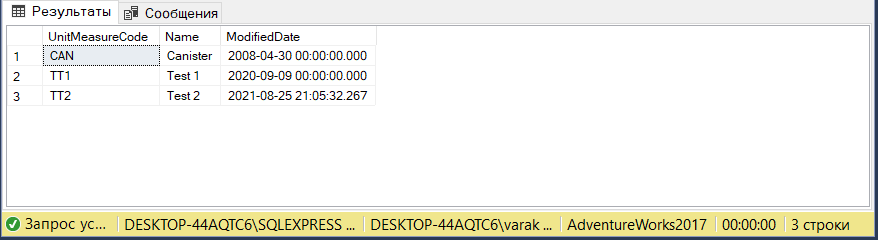 Результаты Сообщения
UnitMeasureCode Name ModifiedDate
1 CAN Canister 2008-04-30 00:00:00.000
2 TT1 Test 1 2020-09-09 00:00:00.000
3 TT2 Test 2 2021-08-25 21:05:32.267
Запрос ус... DESKTOP-44AQTC6\SQLEXPRESS ... DESKTOP-44AQTC6\varak ... AdventureWorks2017 00:00:00 3 строки